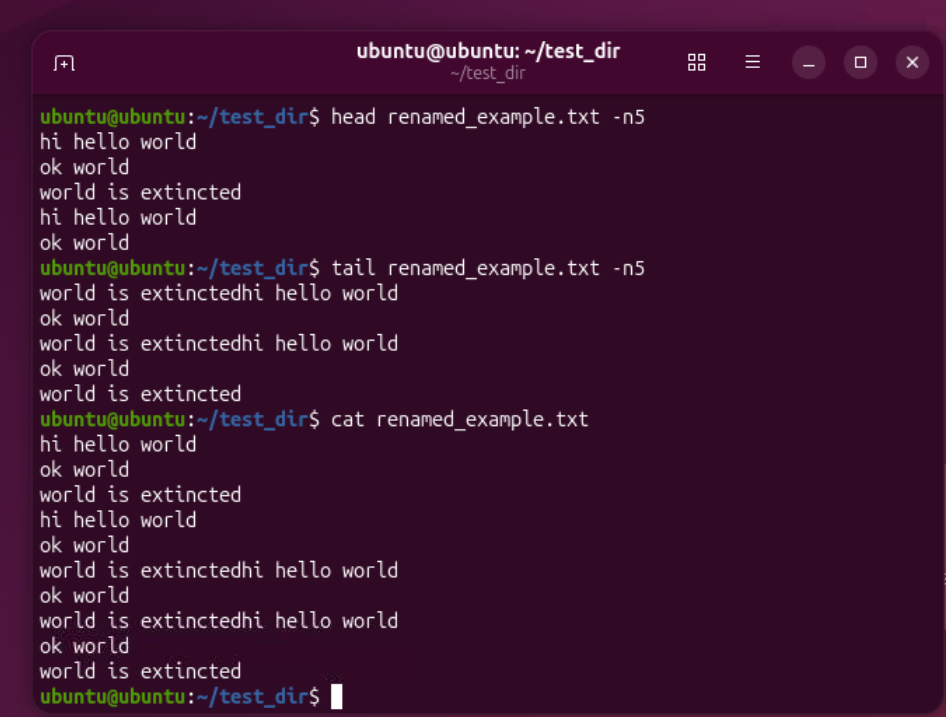 ubuntu@ubuntu: ~/test_dir
~/test_dir
ubuntu@ubuntu:~/test_dir$ head renamed_example.txt -n5
hi hello world
ok world
world is extincted
hi hello world
ok world
ubuntu@ubuntu:~/test_dir$ tail renamed_example.txt -n5
world is extinctedhi hello world
ok world
world is extinctedhi hello world
ok world
world is extincted
ubuntu@ubuntu:~/test_dir$ cat renamed_example.txt
hi hello world
ok world
world is extincted
hi hello world
ok world
world is extinctedhi hello world
ok world
world is extinctedhi hello world
ok world
world is extincted
ubuntu@ubuntu:~/test_dir$